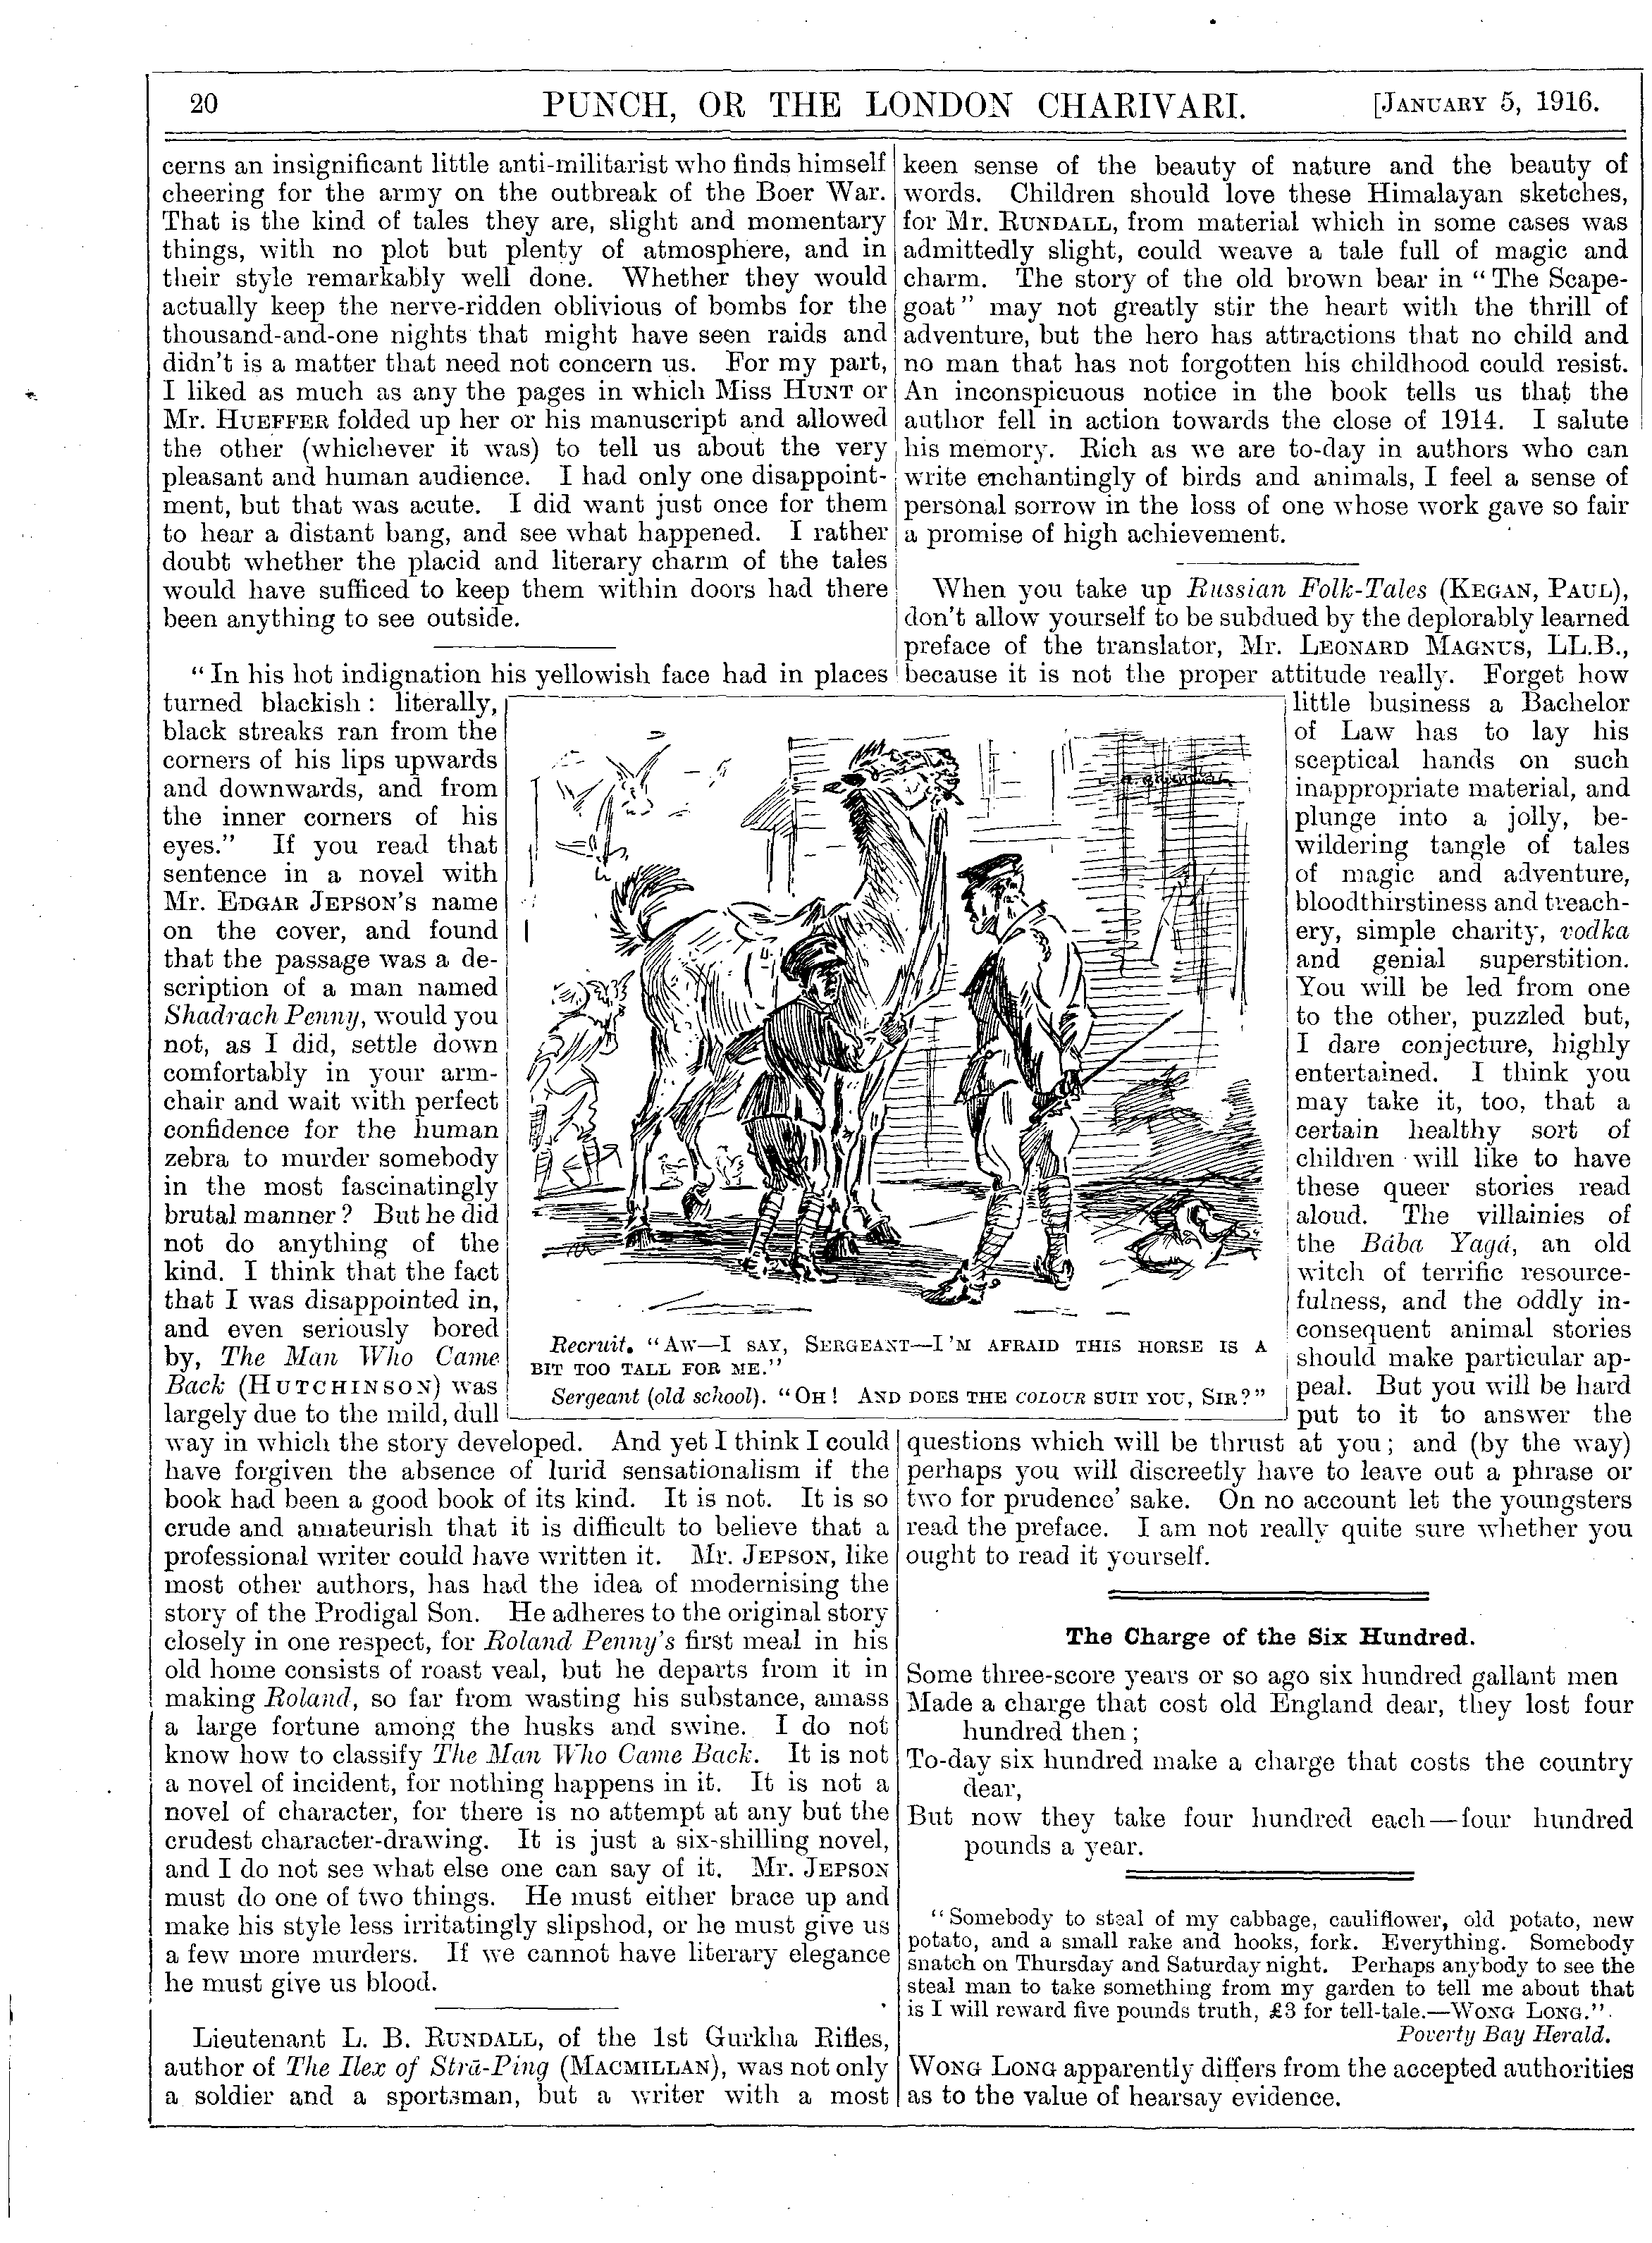 20
PUNCH, OR THE LONDON CHARIVARI.
[JANUARY 5, 1916.
cerns an insignificant little anti-militarist who finds himself
cheering for the army on the outbreak of the Boer War.
That is the kind of tales they are, slight and momentary
things, with no plot but plenty of atmosphere, and in
their style remarkably well done. Whether they would
actually keep the nerve-ridden oblivious of bombs for the
thousand-and-one nights that might have seen raids and
didn't is a matter that need not concern us. For my part,
I liked as much as any the pages in which Miss HUNT or
Mr. HUEFFER folded up her or his manuscript and allowed
the other (whichever it was) to tell us about the very
pleasant and human audience. I had only one disappoint-
ment, but that was acute. I did want just once for them
to hear a distant bang, and see what happened. I rather
doubt whether the placid and literary charm of the tales
would have sufficed to keep them within doors had there
been anything to see outside.
"In his hot indignation his yellowish face had in places
turned blackish: literally,
black streaks ran from the
corners of his lips upwards
and downwards, and from
the inner corners of his
eyes." If you read that
sentence in a novel with
Mr. EDGAR JEPSON'S name
on the cover, and found
that the passage was a de-
scription of a man named
Shadrach Penny, would you
not, as I did, settle down
comfortably in your arm-
chair and wait with perfect
confidence for the human
zebra to murder somebody
in the most fascinatingly
brutal manner? But he did
not do anything of the
kind. I think that the fact
that I was disappointed in,
and even seriously bored
by, The Man Who Came
Back (HUTCHINSON) was
largely due to the mild, dull
way in which the story developed. And yet I think I could
have forgiven the absence of lurid sensationalism if the
book had been a good book of its kind. It is not. It is so
crude and amateurish that it is difficult to believe that a
professional writer could have written it. Mr. JEPSON, like
most other authors, has had the idea of modernising the
story of the Prodigal Son. He adheres to the original story
closely in one respect, for Roland Penny's first meal in his
old home consists of roast veal, but he departs from it in
making Roland, so far from wasting his substance, amass
a large fortune among the husks and swine. I do not
know how to classify The Man Who Came Back. It is not
a novel of incident, for nothing happens in it. It is not a
novel of character, for there is no attempt at any but the
crudest character-drawing. It is just a six-shilling novel,
and I do not see what else one can say of it. Mr. JEPSON
must do one of two things. He must either brace up and
make his style less irritatingly slipshod, or he must give us
a few more murders. If we cannot have literary elegance
he must give us blood.
Lieutenant L. B. RUNDALL, of the 1st Gurkha Rifles,
author of The Ilex of Strā-Ping (MACMILLAN), was not only
a soldier and a sportsman, but a writer with a most
Recruit. "AW—I SAY, SERGEANT—I'M AFRAID THIS HORSE IS A
BIT TOO TALL FOR ME."
Sergeant (old school). "OH! AND DOES THE COLOUR SUIT YOU, SIR?"
keen sense of the beauty of nature and the beauty of
words. Children should love these Himalayan sketches,
for Mr. RUNDALL, from material which in some cases was
admittedly slight, could weave a tale full of magic and
charm. The story of the old brown bear in "The Scape-
goat" may not greatly stir the heart with the thrill of
adventure, but the hero has attractions that no child and
no man that has not forgotten his childhood could resist.
An inconspicuous notice in the book tells us that the
author fell in action towards the close of 1914. I salute
his memory. Rich as we are to-day in authors who can
write enchantingly of birds and animals, I feel a sense of
personal sorrow in the loss of one whose work gave so fair
a promise of high achievement.
When you take up Russian Folk-Tales (KEGAN, PAUL),
don't allow yourself to be subdued by the deplorably learned
preface of the translator, Mr. LEONARD MAGNUS, LL.B.,
because it is not the proper attitude really. Forget how
little business a Bachelor
of Law has to lay his
sceptical hands on such
inappropriate material, and
plunge into a jolly, be-
wildering tangle of tales
of magic and adventure,
bloodthirstiness and treach-
ery, simple charity, vodka
and genial superstition.
You will be led from one
to the other, puzzled but,
I dare conjecture, highly
entertained. I think you
may take it, too, that a
certain healthy sort of
children will like to have
these queer stories read
aloud. The villainies of
the Bába Yagá, an old
witch of terrific resource-
fulness, and the oddly in-
consequent animal stories
should make particular ap-
peal. But you will be hard
put to it to answer the
questions which will be thrust at you; and (by the way)
perhaps you will discreetly have to leave out a phrase or
two for prudence' sake. On no account let the youngsters
read the preface. I am not really quite sure whether you
ought to read it yourself.
The Charge of the Six Hundred.
Some three-score years or so ago six hundred gallant men
Made a charge that cost old England dear, they lost four
hundred then;
To-day six hundred make a charge that costs the country
dear,
But now they take four hundred each—four hundred
pounds a year.
"Somebody to steal of my cabbage, cauliflower, old potato, new
potato, and a small rake and hooks, fork. Everything. Somebody
snatch on Thursday and Saturday night. Perhaps anybody to see the
steal man to take something from my garden to tell me about that
is I will reward five pounds truth, £3 for tell-tale.—WONG LONG."
Poverty Bay Herald.
WONG LONG apparently differs from the accepted authorities
as to the value of hearsay evidence.